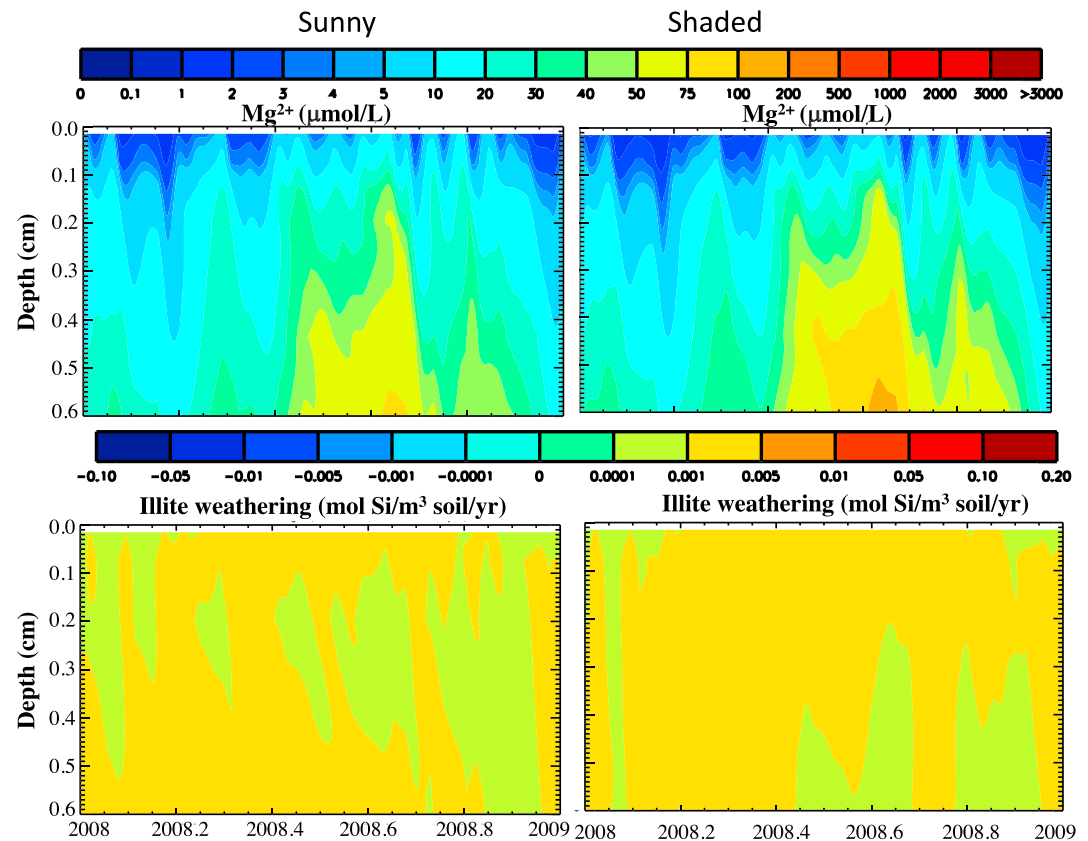 Sunny Shaded
0 0.1 1 2 3 4 5 10 20 30 40 50 75 100 200 500 1000 2000 3000 >3000
Mg²⁺ (μmol/L) Mg²⁺ (μmol/L)
0.0
0.1
0.2
0.3
0.4
0.5
0.6
Depth (cm)
−0.10 −0.05 −0.01 −0.005 −0.001 −0.0001 0 0.0001 0.001 0.005 0.01 0.05 0.10 0.20
Illite weathering (mol Si/m³ soil/yr) Illite weathering (mol Si/m³ soil/yr)
0.0
0.1
0.2
0.3
0.4
0.5
0.6
Depth (cm)
2008 2008.2 2008.4 2008.6 2008.8 2009 2008 2008.2 2008.4 2008.6 2008.8 2009